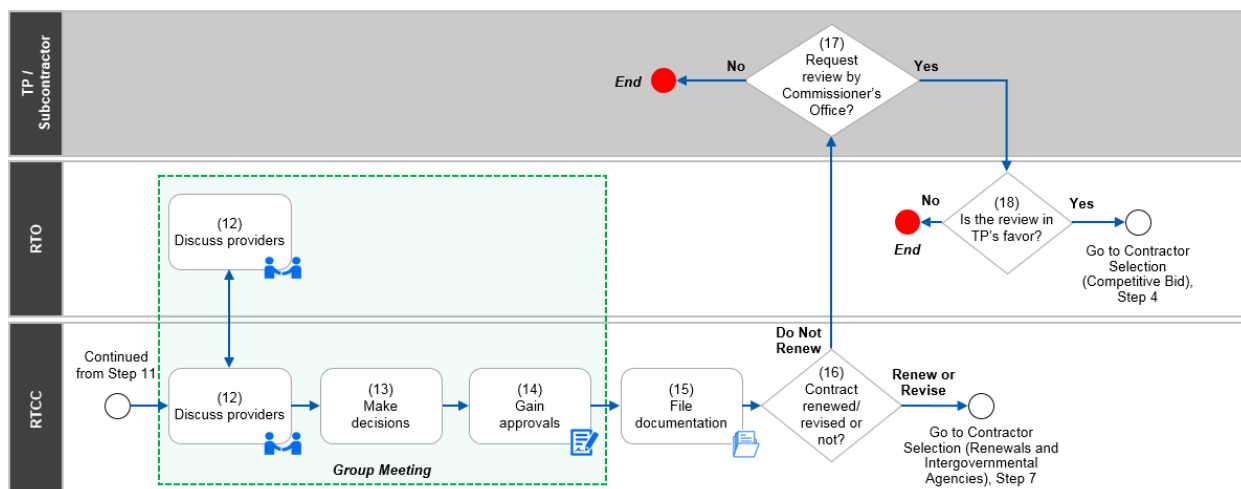 TP /
Subcontractor
(17)
Request
review by
Commissioner's
Office?
No
Yes
End
RTO
(12)
Discuss providers
(18)
Is the review in
TP's favor?
No
Yes
End
Go to Contractor
Selection
(Competitive Bid),
Step 4
RTCC
Continued
from Step 11
(12)
Discuss providers
(13)
Make
decisions
(14)
Gain
approvals
Group Meeting
(15)
File
documentation
Do Not
Renew
(16)
Contract
renewed/
revised or
not?
Renew or
Revise
Go to Contractor
Selection (Renewals and
Intergovernmental
Agencies), Step 7